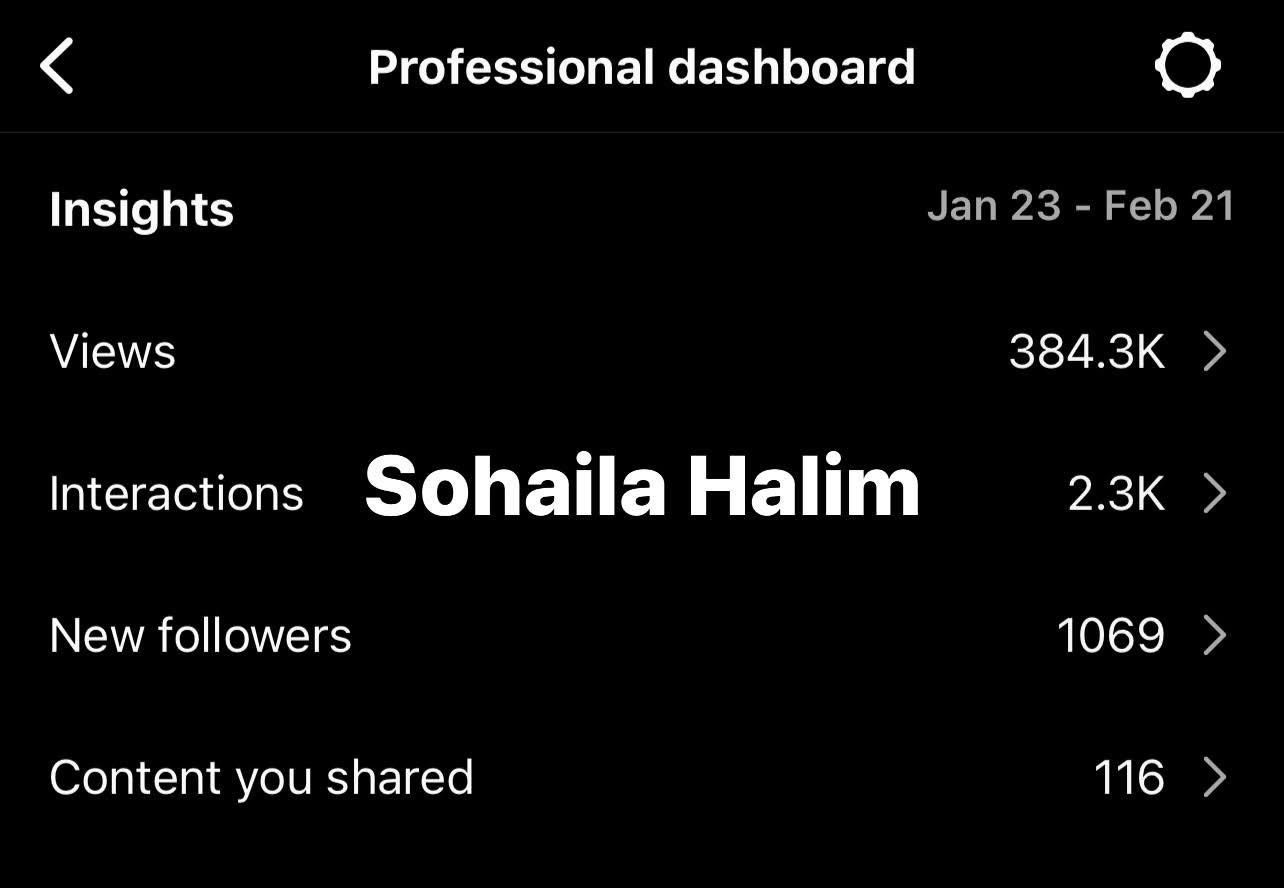 Professional dashboard
Insights Jan 23 - Feb 21
Views 384.3K
Interactions Sohaila Halim 2.3K
New followers 1069
Content you shared 116